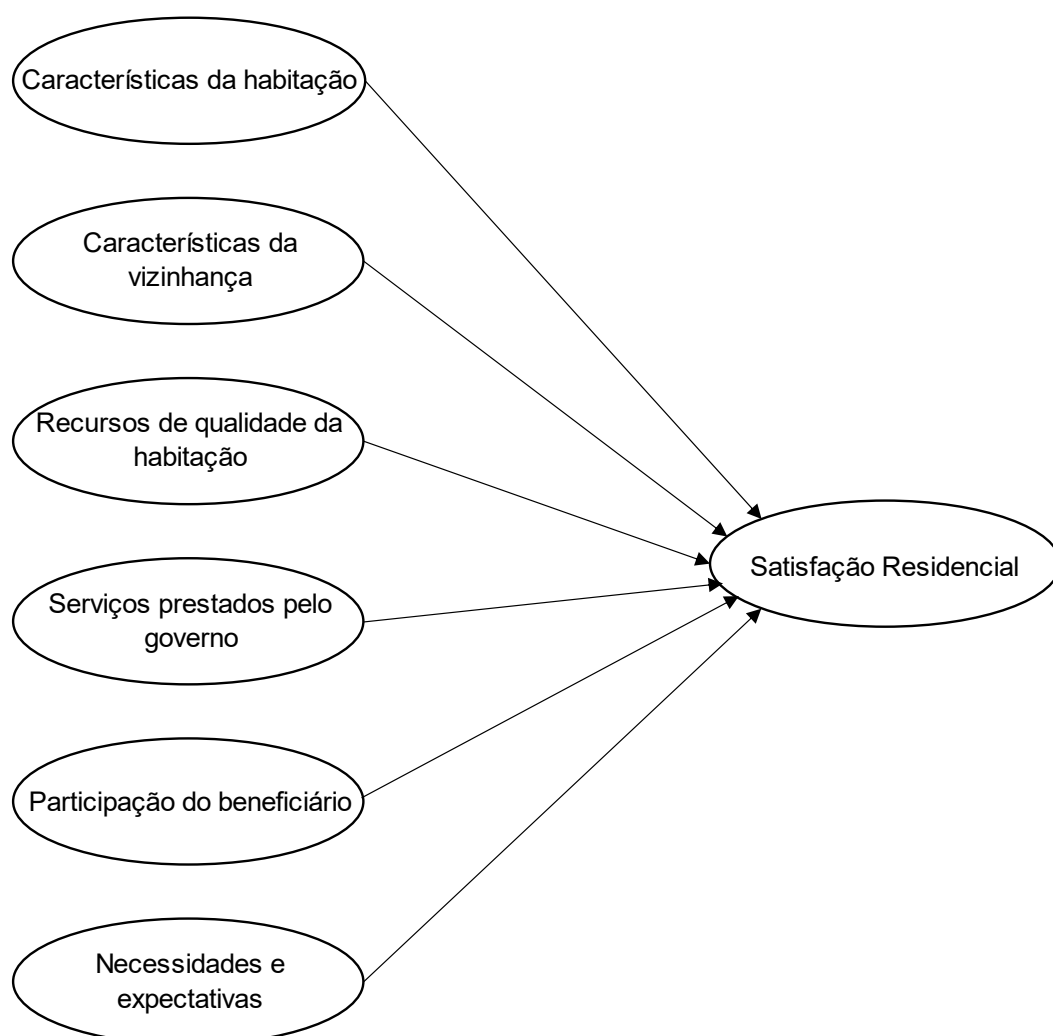 Características da habitação
Características da
vizinhança
Recursos de qualidade da
habitação
Serviços prestados pelo
governo
Participação do beneficiário
Necessidades e
expectativas
Satisfação Residencial